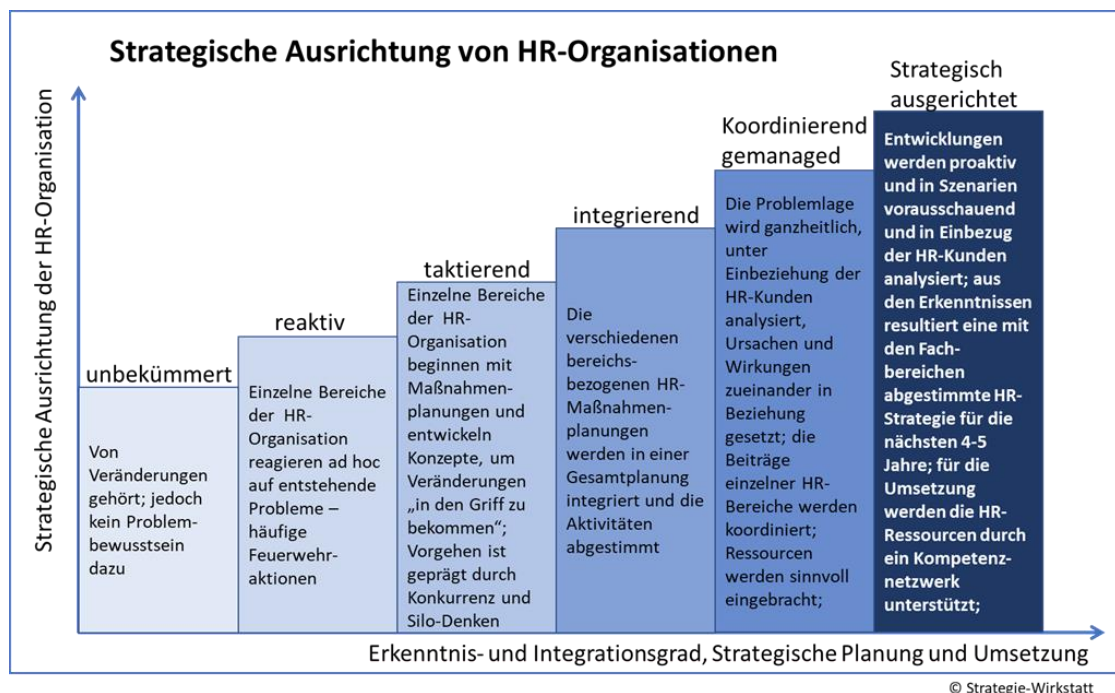 Strategische Ausrichtung von HR-Organisationen
Strategische Ausrichtung der HR-Organisation
unbekümmert
Von
Veränderungen
gehört; jedoch
kein Problem-
bewusstsein
dazu
reaktiv
Einzelne Bereiche
der HR-
Organisation
reagieren ad hoc
auf entstehende
Probleme –
häufige
Feuerwehr-
aktionen
taktierend
Einzelne Bereiche
der HR-
Organisation
beginnen mit
Maßnahmen-
planungen und
entwickeln
Konzepte, um
Veränderungen
„in den Griff zu
bekommen“;
Vorgehen ist
geprägt durch
Konkurrenz und
Silo-Denken
integrierend
Die
verschiedenen
bereichs-
bezogenen HR-
Maßnahmen-
planungen
werden in einer
Gesamtplanung
integriert und die
Aktivitäten
abgestimmt
Koordinierend
gemanaged
Die Problemlage
wird ganzheitlich,
unter
Einbeziehung der
HR-Kunden
analysiert,
Ursachen und
Wirkungen
zueinander in
Beziehung
gesetzt; die
Beiträge
einzelner HR-
Bereiche werden
koordiniert;
Ressourcen
werden sinnvoll
eingebracht;
Strategisch
ausgerichtet
Entwicklungen
werden proaktiv
und in Szenarien
vorausschauend
und in Einbezug
der HR-Kunden
analysiert; aus
den Erkenntnissen
resultiert eine mit
den Fach-
bereichen
abgestimmte HR-
Strategie für die
nächsten 4-5
Jahre; für die
Umsetzung
werden die HR-
Ressourcen durch
ein Kompetenz-
netzwerk
unterstützt;
Erkenntnis- und Integrationsgrad, Strategische Planung und Umsetzung
© Strategie-Wirkstatt